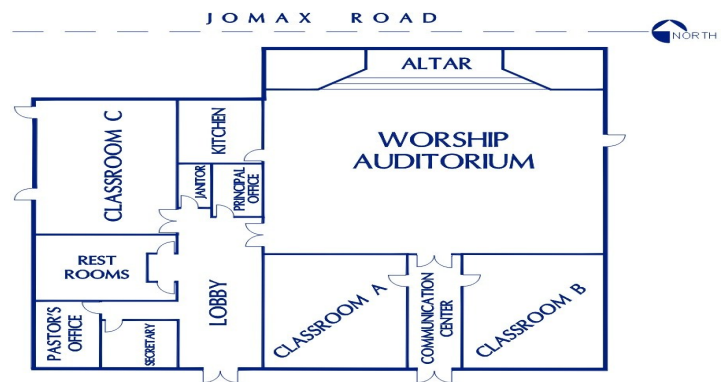 JOMAX ROAD
NORTH
ALTAR
WORSHIP
AUDITORIUM
CLASSROOM C
KITCHEN
JANITOR
PRINCIPAL
OFFICE
REST
ROOMS
LOBBY
PASTOR'S
OFFICE
SECRETARY
CLASSROOM A
COMMUNICATION
CENTER
CLASSROOM B